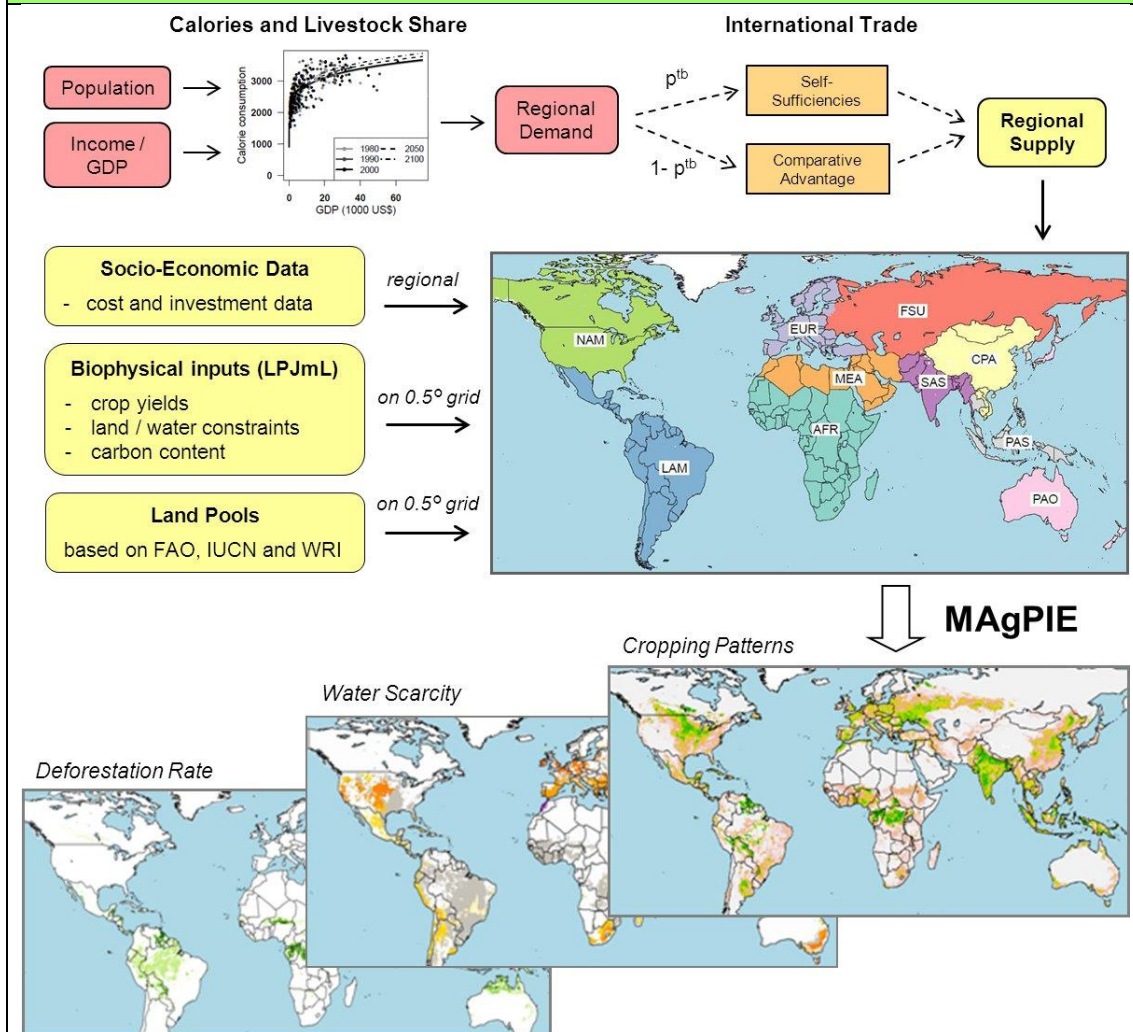 Calories and Livestock Share
International Trade
Population
Income /
GDP
Calorie consumption
3000
2000
1000
0
1980
1990
2000
2050
2100
0 20 40 60
GDP (1000 US$)
Regional
Demand
p^tb
1- p^tb
Self-
Sufficiencies
Comparative
Advantage
Regional
Supply
Socio-Economic Data
- cost and investment data
regional
Biophysical inputs (LPJmL)
- crop yields
- land / water constraints
- carbon content
on 0.5° grid
Land Pools
based on FAO, IUCN and WRI
on 0.5° grid
NAM
LAM
EUR
MEA
AFR
FSU
CPA
SAS
PAS
PAO
MAgPIE
Cropping Patterns
Water Scarcity
Deforestation Rate